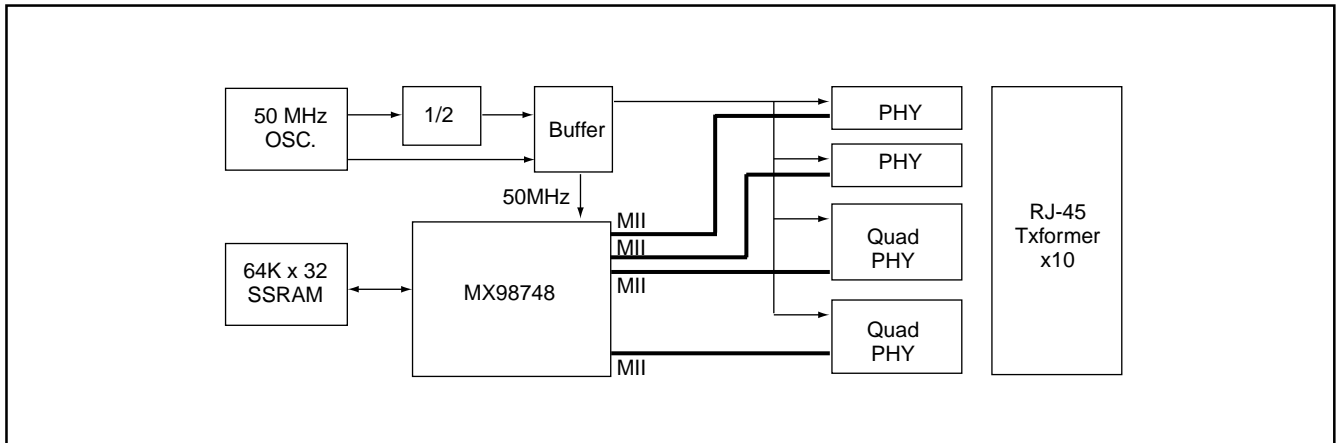 50 MHz
OSC.
1/2
Buffer
PHY
PHY
50MHz
MII
MII
MII
MII
64K x 32
SSRAM
MX98748
Quad
PHY
Quad
PHY
RJ-45
Txformer
x10